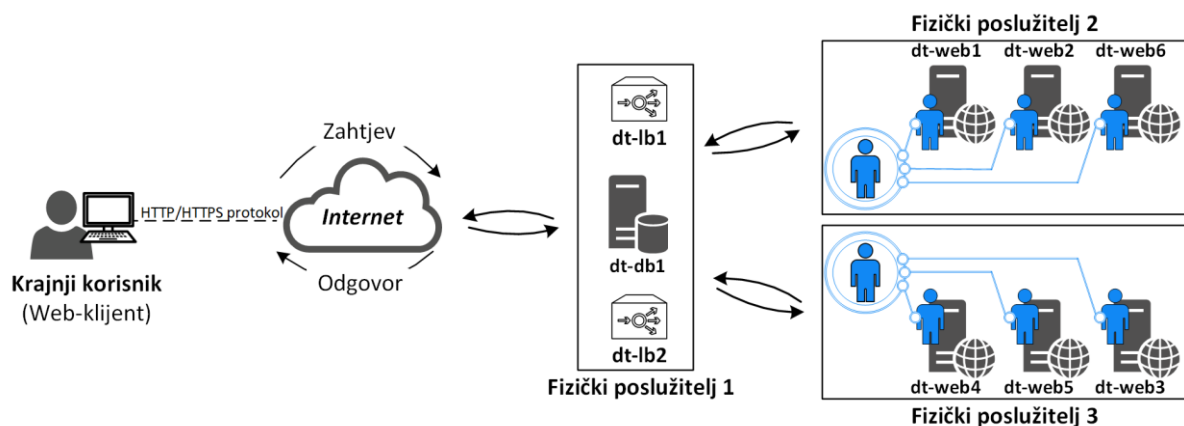 Fizički poslužitelj 2
dt-web1
dt-web2
dt-web6
Zahtjev
dt-lb1
HTTP/HTTPS protokol
Internet
Krajnji korisnik
(Web-klijent)
Odgovor
dt-db1
dt-lb2
Fizički poslužitelj 1
dt-web4
dt-web5
dt-web3
Fizički poslužitelj 3